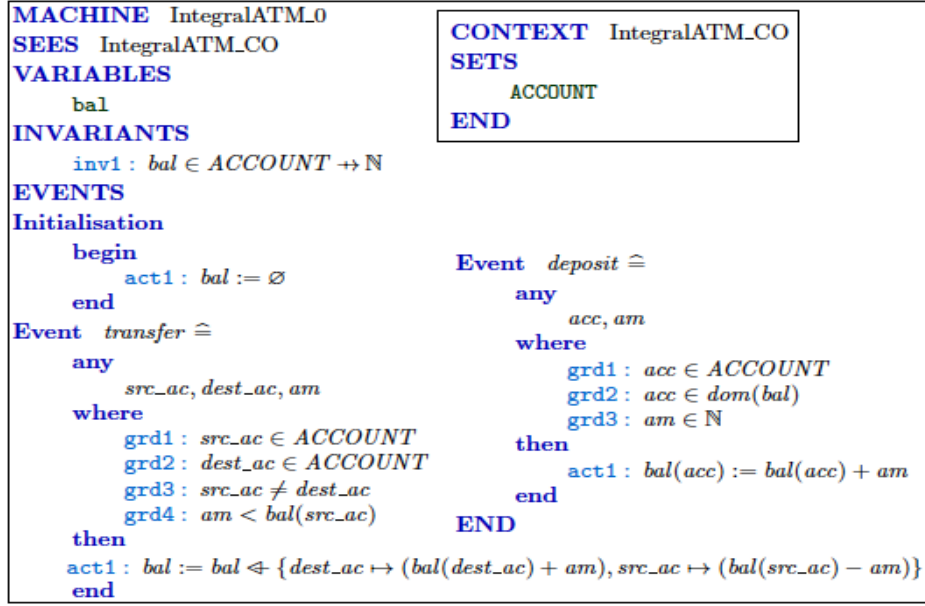 MACHINE IntegralATM_0
SEES IntegralATM_CO
VARIABLES
bal
INVARIANTS
inv1 : bal ∈ ACCOUNT ⇸ ℕ
EVENTS
Initialisation
begin
act1 : bal := ∅
end
Event transfer ≙
any
src_ac, dest_ac, am
where
grd1 : src_ac ∈ ACCOUNT
grd2 : dest_ac ∈ ACCOUNT
grd3 : src_ac ≠ dest_ac
grd4 : am < bal(src_ac)
then
act1 : bal := bal ⩤ {dest_ac ↦ (bal(dest_ac) + am), src_ac ↦ (bal(src_ac) − am)}
end
CONTEXT IntegralATM_CO
SETS
ACCOUNT
END
Event deposit ≙
any
acc, am
where
grd1 : acc ∈ ACCOUNT
grd2 : acc ∈ dom(bal)
grd3 : am ∈ ℕ
then
act1 : bal(acc) := bal(acc) + am
end
END